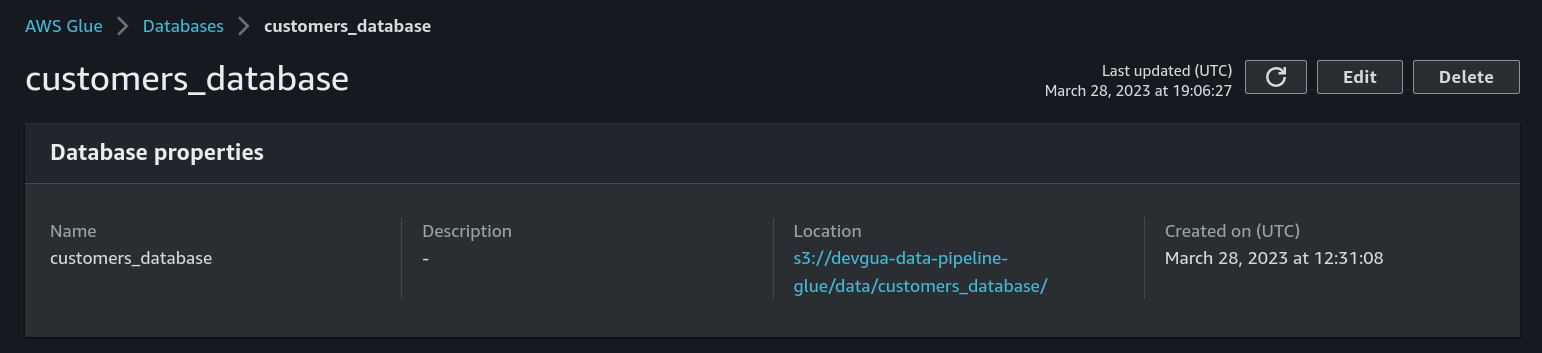 AWS Glue > Databases > customers_database
customers_database
Last updated (UTC)
March 28, 2023 at 19:06:27
Edit
Delete
Database properties
Name
customers_database
Description
-
Location
s3://devgua-data-pipeline-
glue/data/customers_database/
Created on (UTC)
March 28, 2023 at 12:31:08